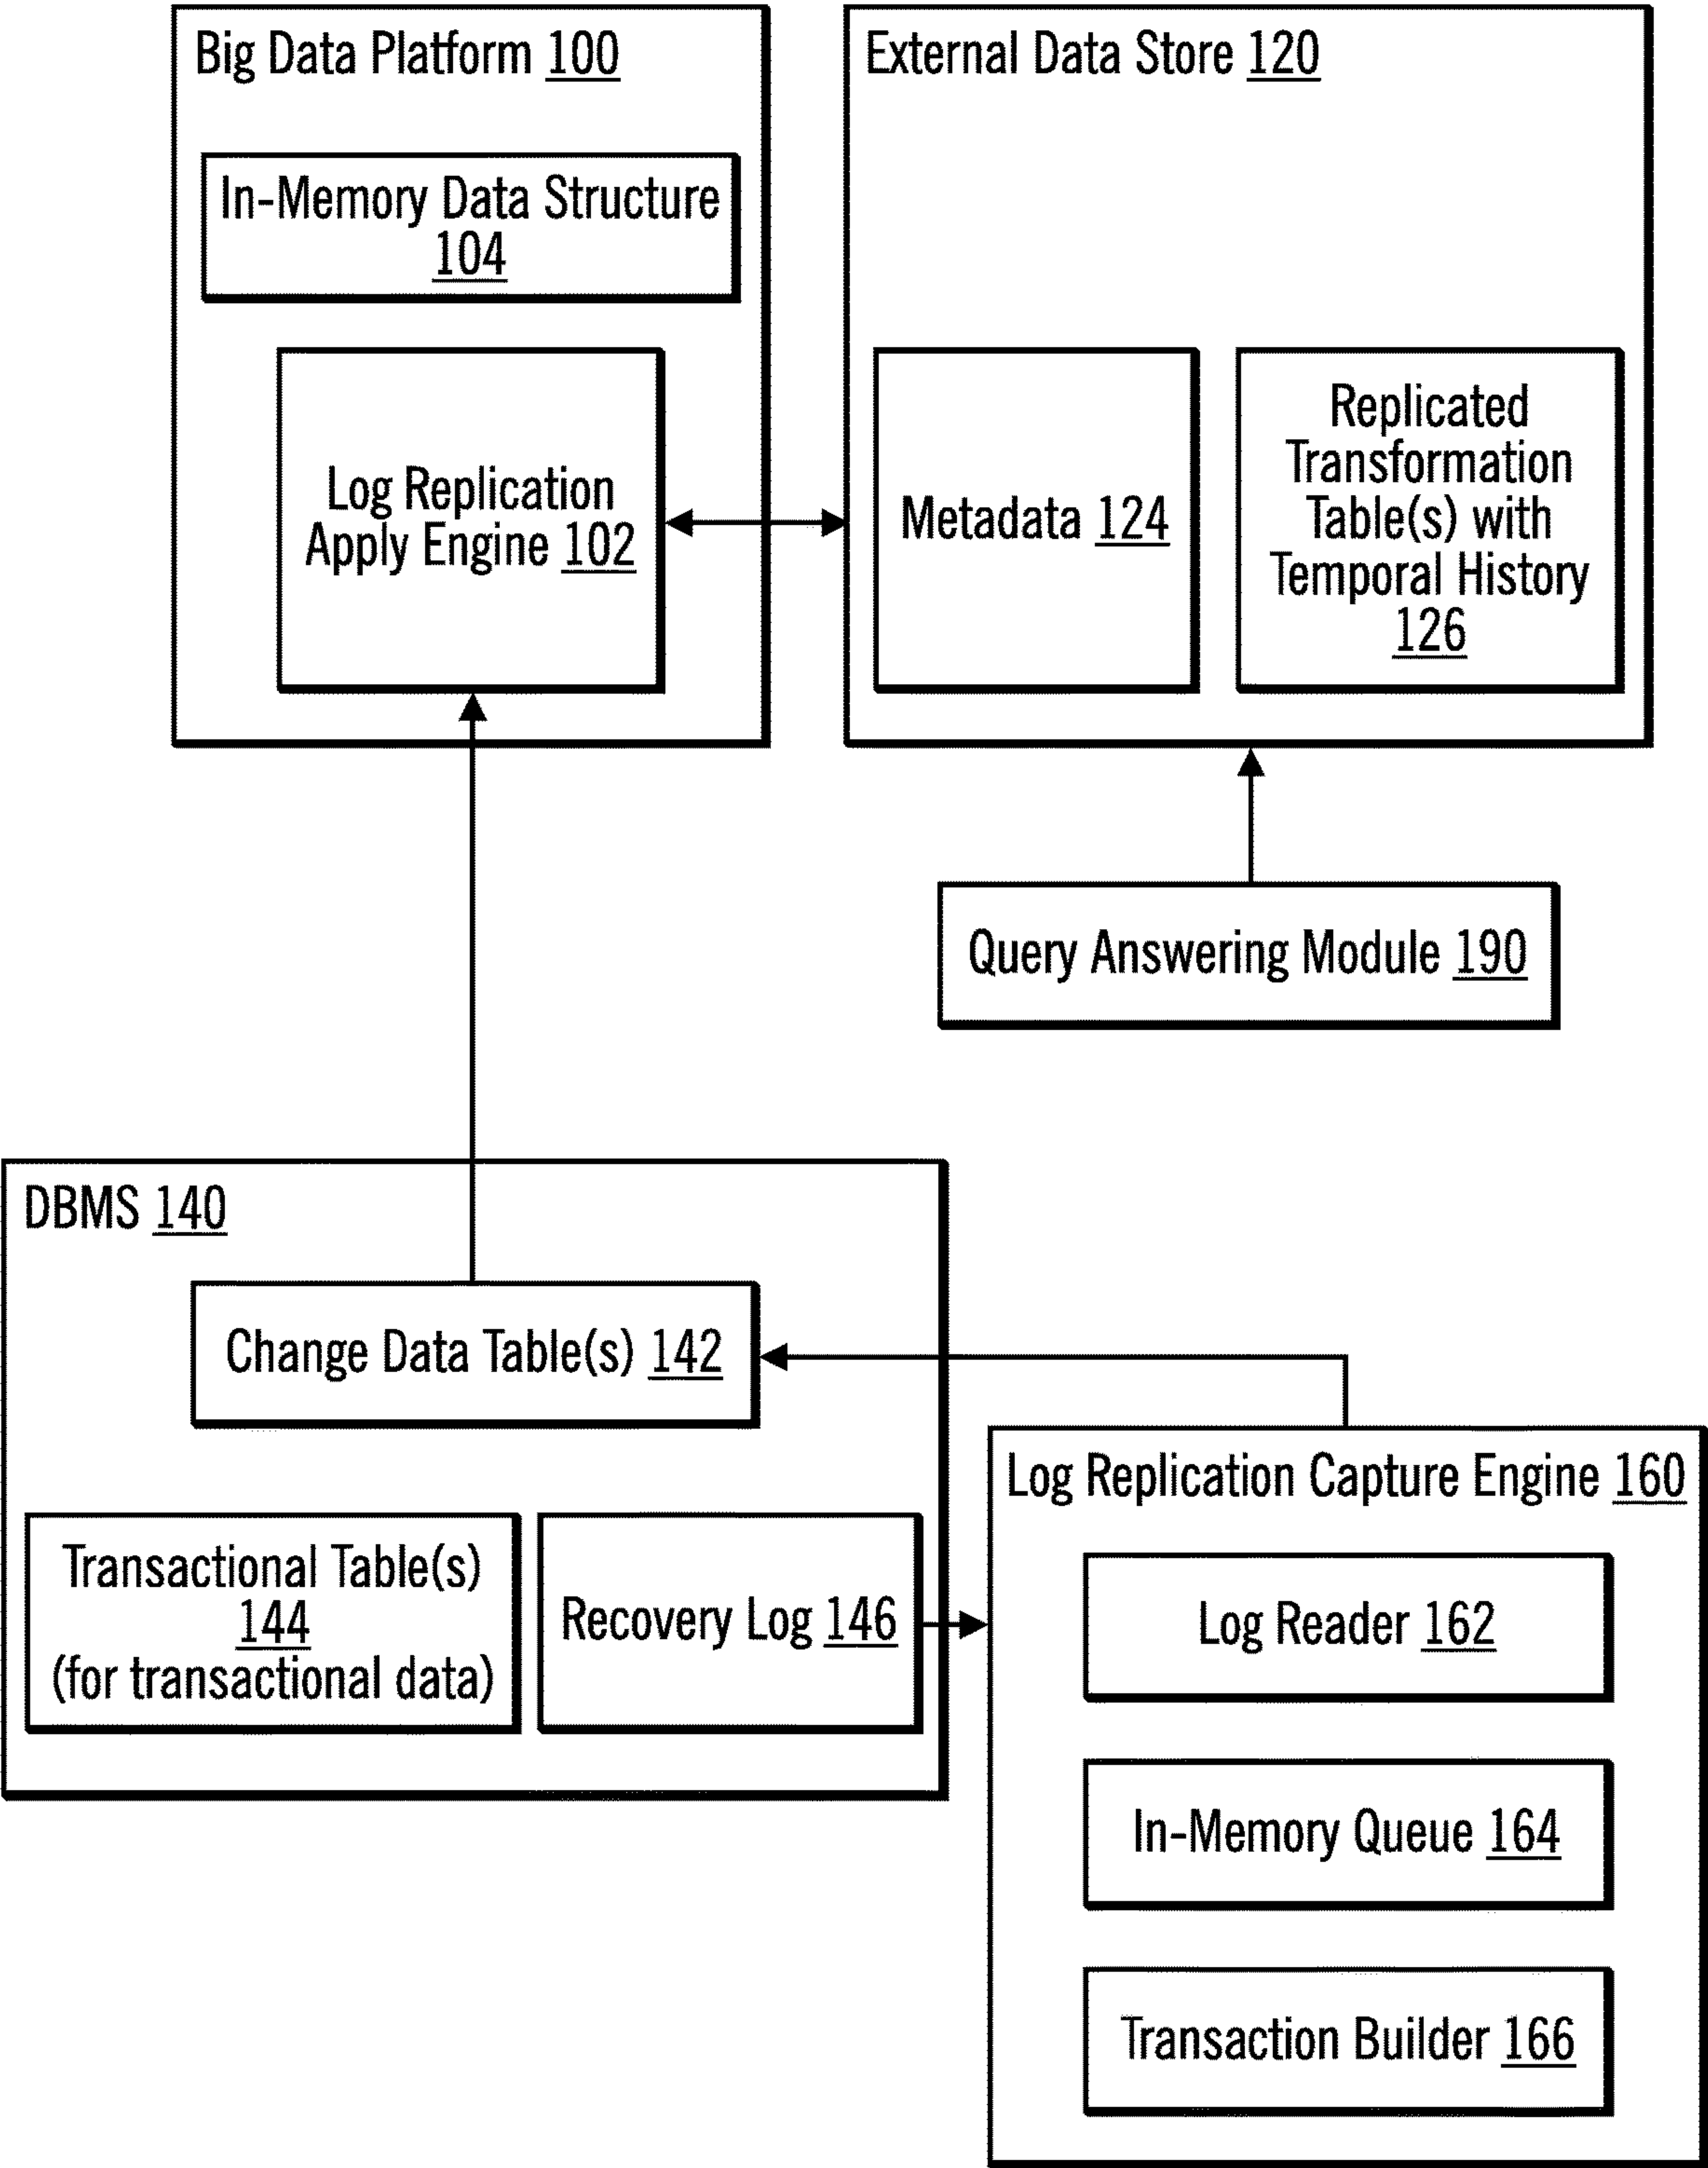 Big Data Platform 100
In-Memory Data Structure
104
Log Replication
Apply Engine 102
External Data Store 120
Metadata 124
Replicated
Transformation
Table(s) with
Temporal History
126
Query Answering Module 190
DBMS 140
Change Data Table(s) 142
Transactional Table(s)
144
(for transactional data)
Recovery Log 146
Log Replication Capture Engine 160
Log Reader 162
In-Memory Queue 164
Transaction Builder 166